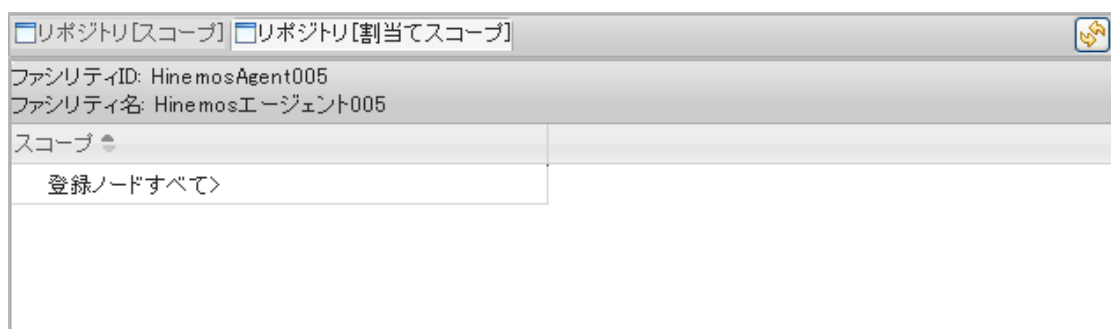 リポジトリ[スコープ] リポジトリ[割当てスコープ]
ファシリティID: HinemosAgent005
ファシリティ名: Hinemosエージェント005
スコープ
登録ノードすべて>